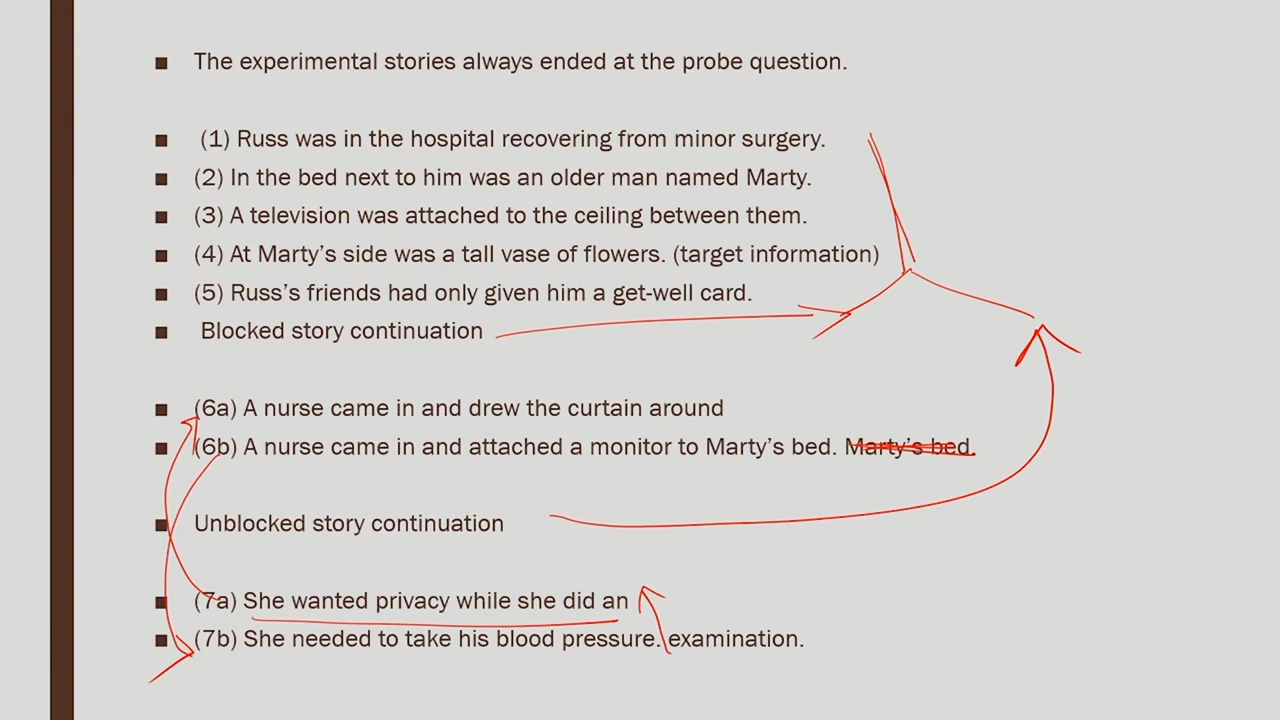 The experimental stories always ended at the probe question.
(1) Russ was in the hospital recovering from minor surgery.
(2) In the bed next to him was an older man named Marty.
(3) A television was attached to the ceiling between them.
(4) At Marty’s side was a tall vase of flowers. (target information)
(5) Russ’s friends had only given him a get-well card.
Blocked story continuation
(6a) A nurse came in and drew the curtain around
(6b) A nurse came in and attached a monitor to Marty’s bed. Marty’s bed.
Unblocked story continuation
(7a) She wanted privacy while she did an
(7b) She needed to take his blood pressure. examination.